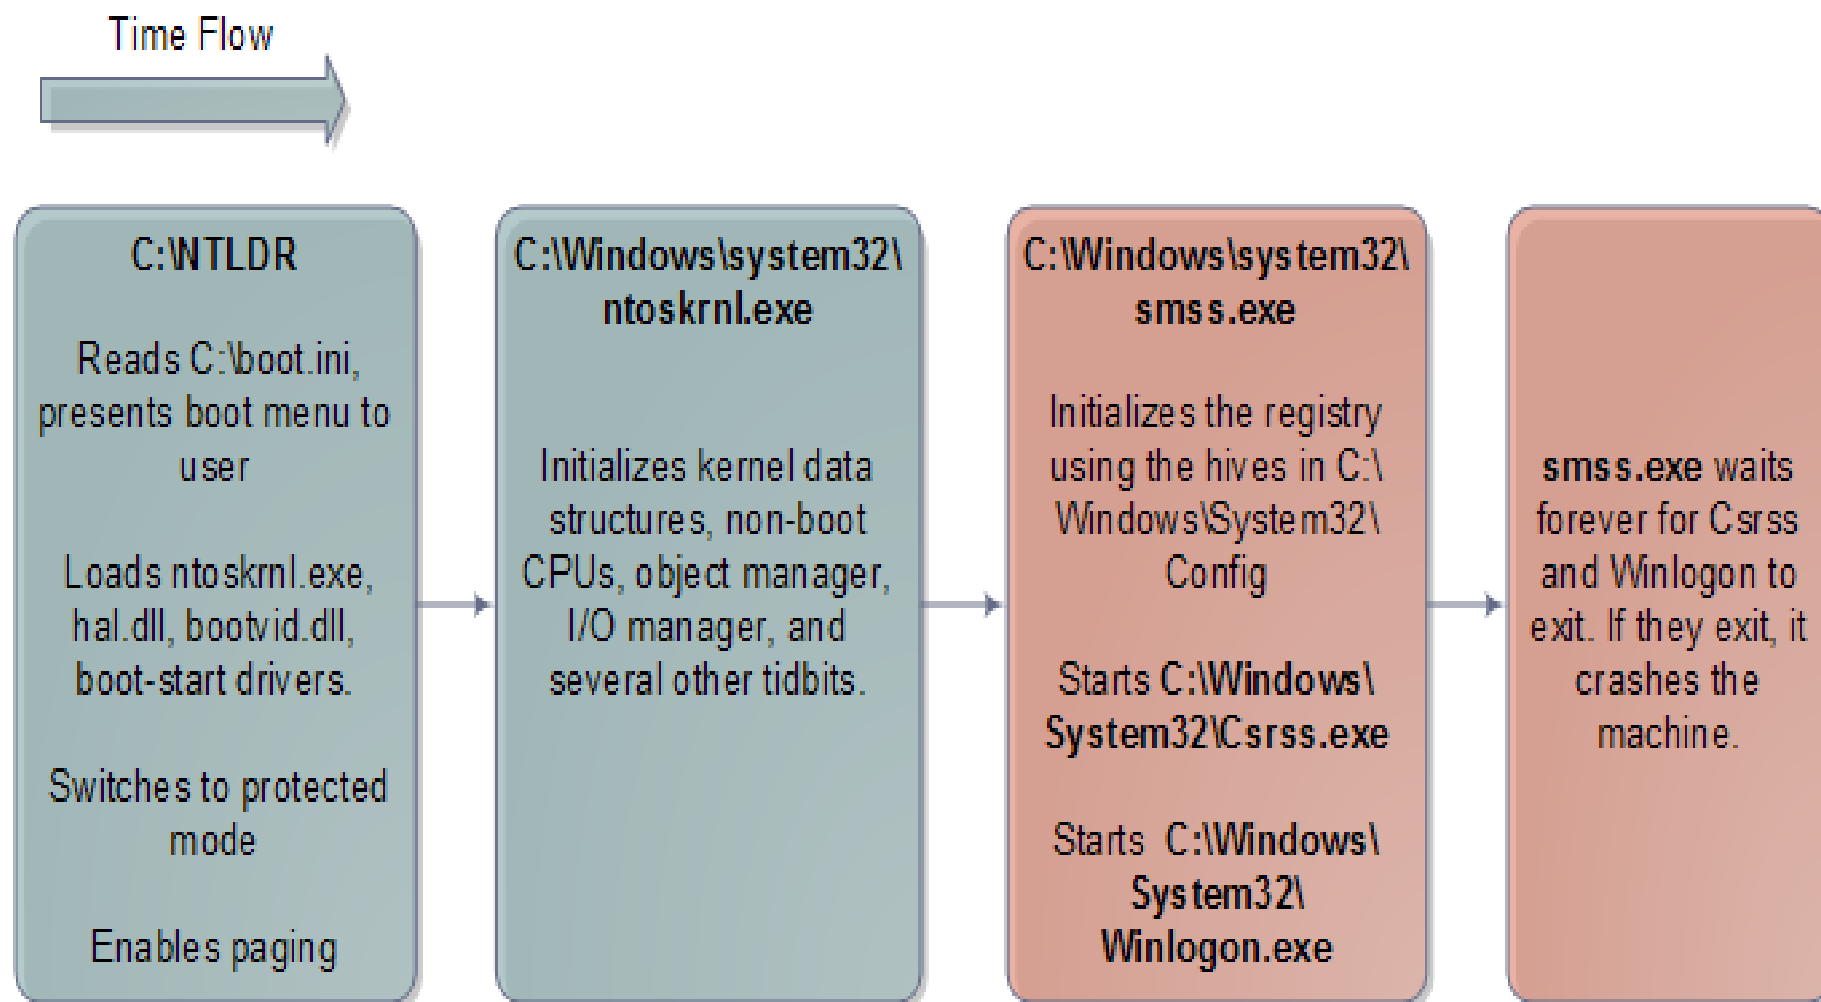 Time Flow
C:\NTLDR
Reads C:\boot.ini,
presents boot menu to
user
Loads ntoskrnl.exe,
hal.dll, bootvid.dll,
boot-start drivers.
Switches to protected
mode
Enables paging
C:\Windows\system32\
ntoskrnl.exe
Initializes kernel data
structures, non-boot
CPUs, object manager,
I/O manager, and
several other tidbits.
C:\Windows\system32\
smss.exe
Initializes the registry
using the hives in C:\
Windows\System32\
Config
Starts C:\Windows\
System32\Csrss.exe
Starts C:\Windows\
System32\
Winlogon.exe
smss.exe waits
forever for Csrss
and Winlogon to
exit. If they exit, it
crashes the
machine.